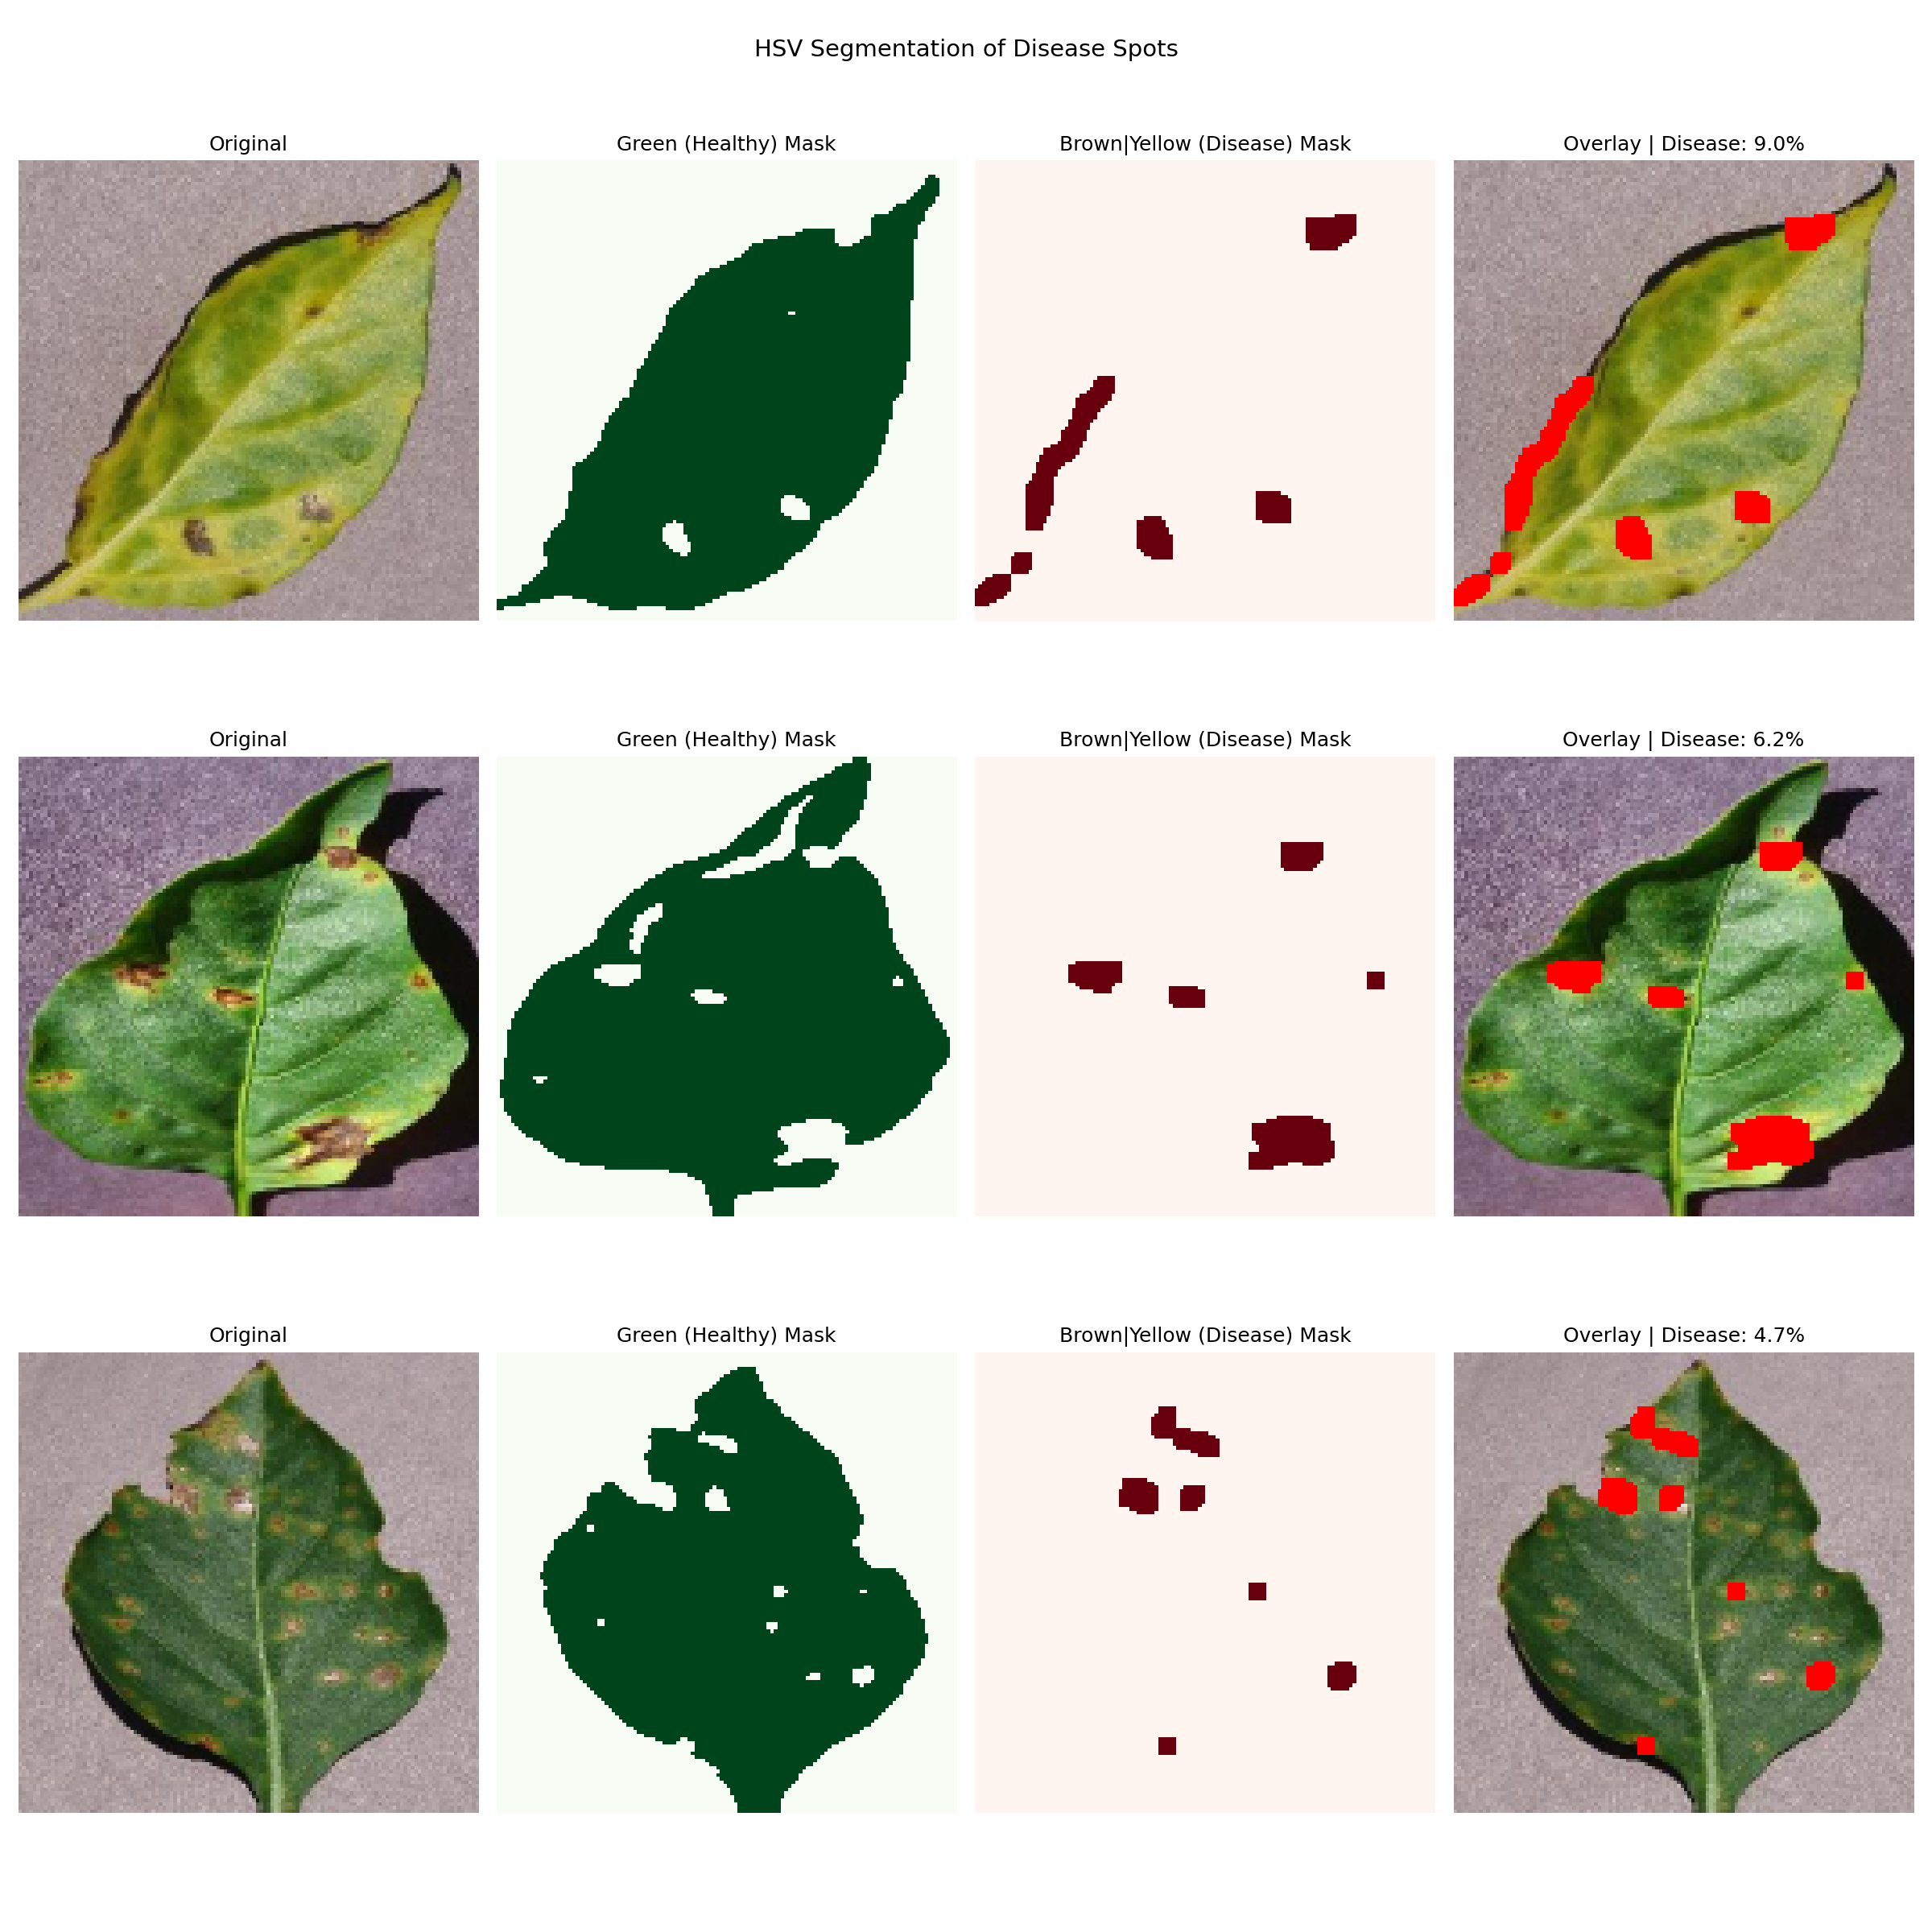 HSV Segmentation of Disease Spots
Original
Green (Healthy) Mask
Brown|Yellow (Disease) Mask
Overlay | Disease: 9.0%
Original
Green (Healthy) Mask
Brown|Yellow (Disease) Mask
Overlay | Disease: 6.2%
Original
Green (Healthy) Mask
Brown|Yellow (Disease) Mask
Overlay | Disease: 4.7%